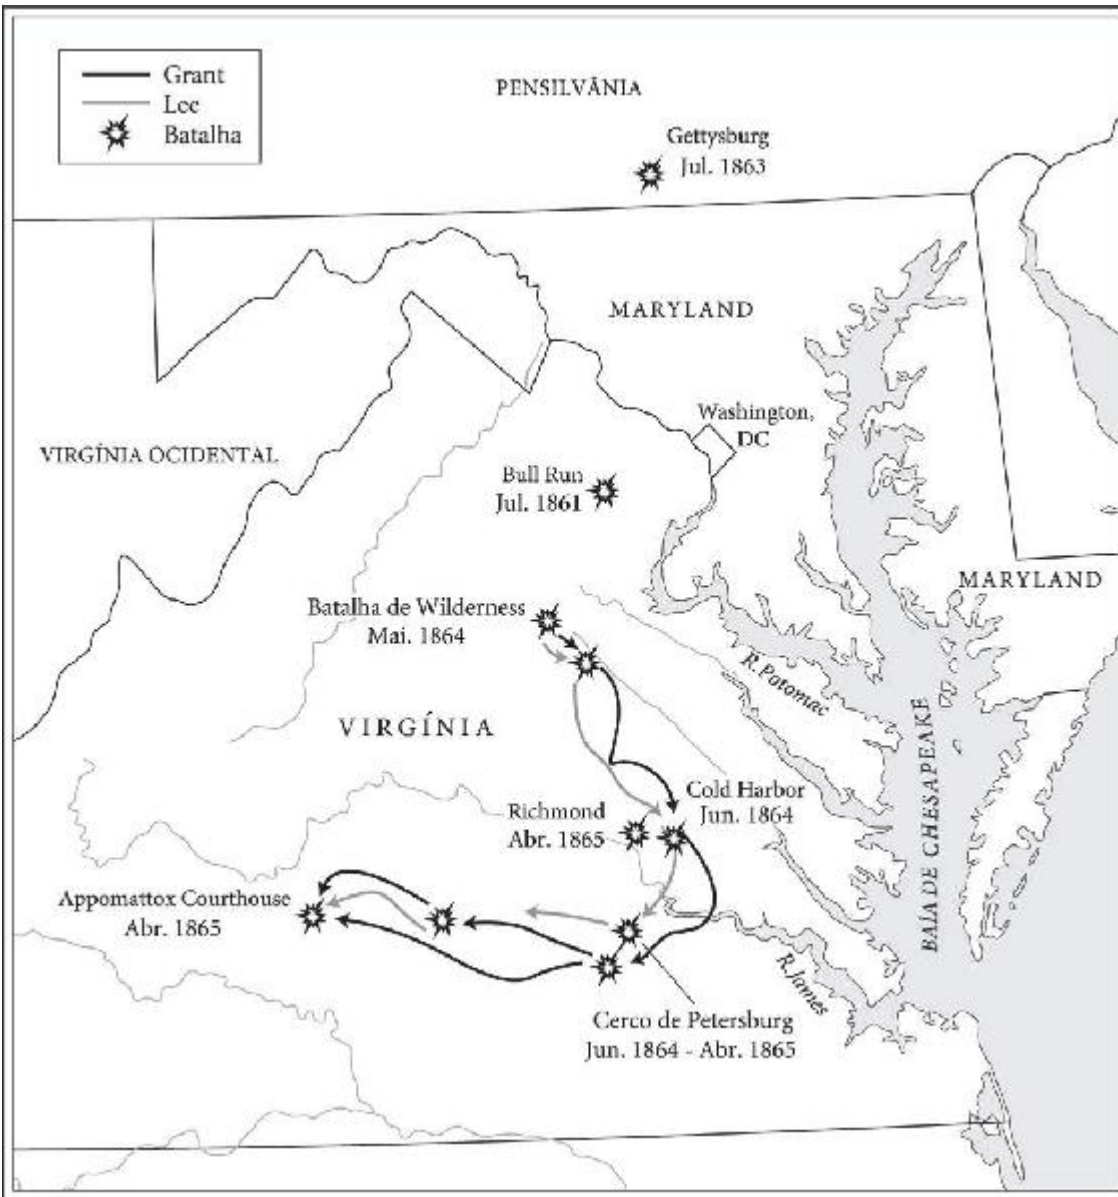 Grant
Lee
Batalha
PENSILVÂNIA
Gettysburg
Jul. 1863
MARYLAND
Washington,
DC
VIRGÍNIA OCIDENTAL
Bull Run
Jul. 1861
MARYLAND
Batalha de Wilderness
Mai. 1864
R. Potomac
VIRGÍNIA
BAÍA DE CHESAPEAKE
Cold Harbor
Jun. 1864
Richmond
Abr. 1865
Appomattox Courthouse
Abr. 1865
R. James
Cerco de Petersburg
Jun. 1864 - Abr. 1865